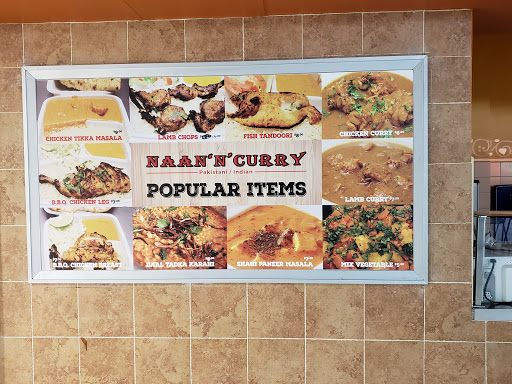 CHICKEN TIKKA MASALA
LAMB CHOPS
FISH TANDOORI
CHICKEN CURRY
NAAN'N'CURRY
Pakistani / Indian
POPULAR ITEMS
B.B.Q. CHICKEN LEG
LAMB CURRY
B.B.Q. CHICKEN BREAST
DAAL TADKA KARAHI
SHAHI PANEER MASALA
MIX VEGETABLE